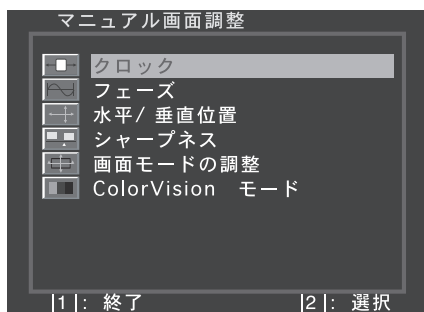 マニュアル画面調整
クロック
フェーズ
水平/ 垂直位置
シャープネス
画面モードの調整
ColorVision モード
|1|: 終了 |2|: 選択